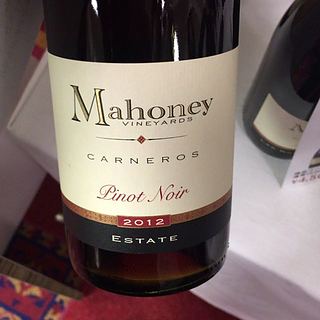 Mahoney
VINEYARDS
CARNEROS
Pinot Noir
2012
ESTATE